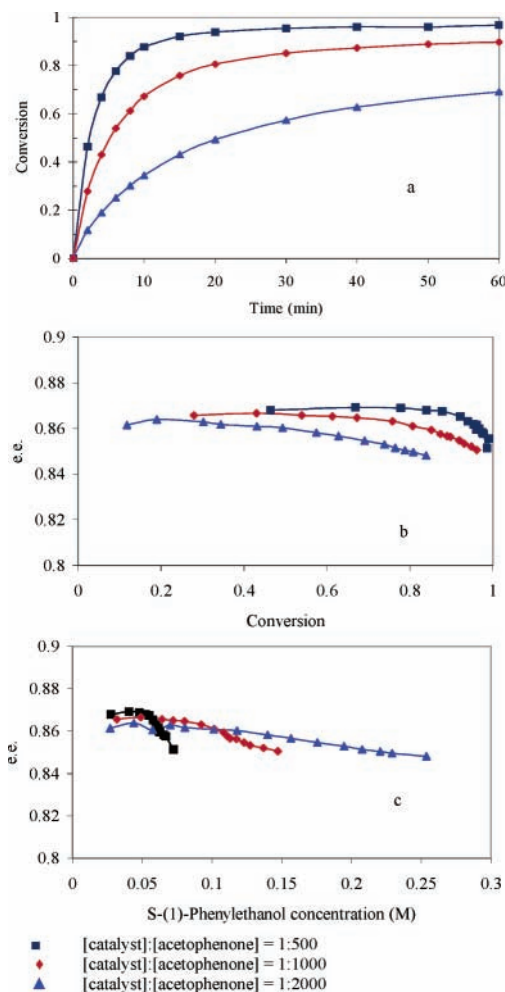 1
0.8
0.6
0.4
0.2
0
Conversion
a
0 10 20 30 40 50 60
Time (min)
0.9
0.88
0.86
0.84
0.82
0.8
e.e.
b
0 0.2 0.4 0.6 0.8 1
Conversion
0.9
0.88
0.86
0.84
0.82
0.8
e.e.
c
0 0.05 0.1 0.15 0.2 0.25 0.3
S-(1)-Phenylethanol concentration (M)
[catalyst]:[acetophenone] = 1:500
[catalyst]:[acetophenone] = 1:1000
[catalyst]:[acetophenone] = 1:2000